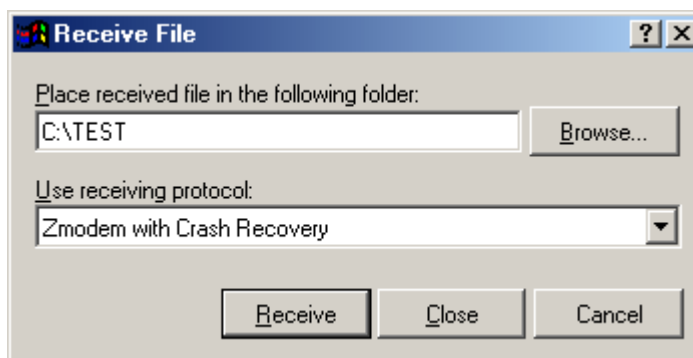 Receive File
Place received file in the following folder:
C:\TEST
Browse...
Use receiving protocol:
Zmodem with Crash Recovery
Receive Close Cancel